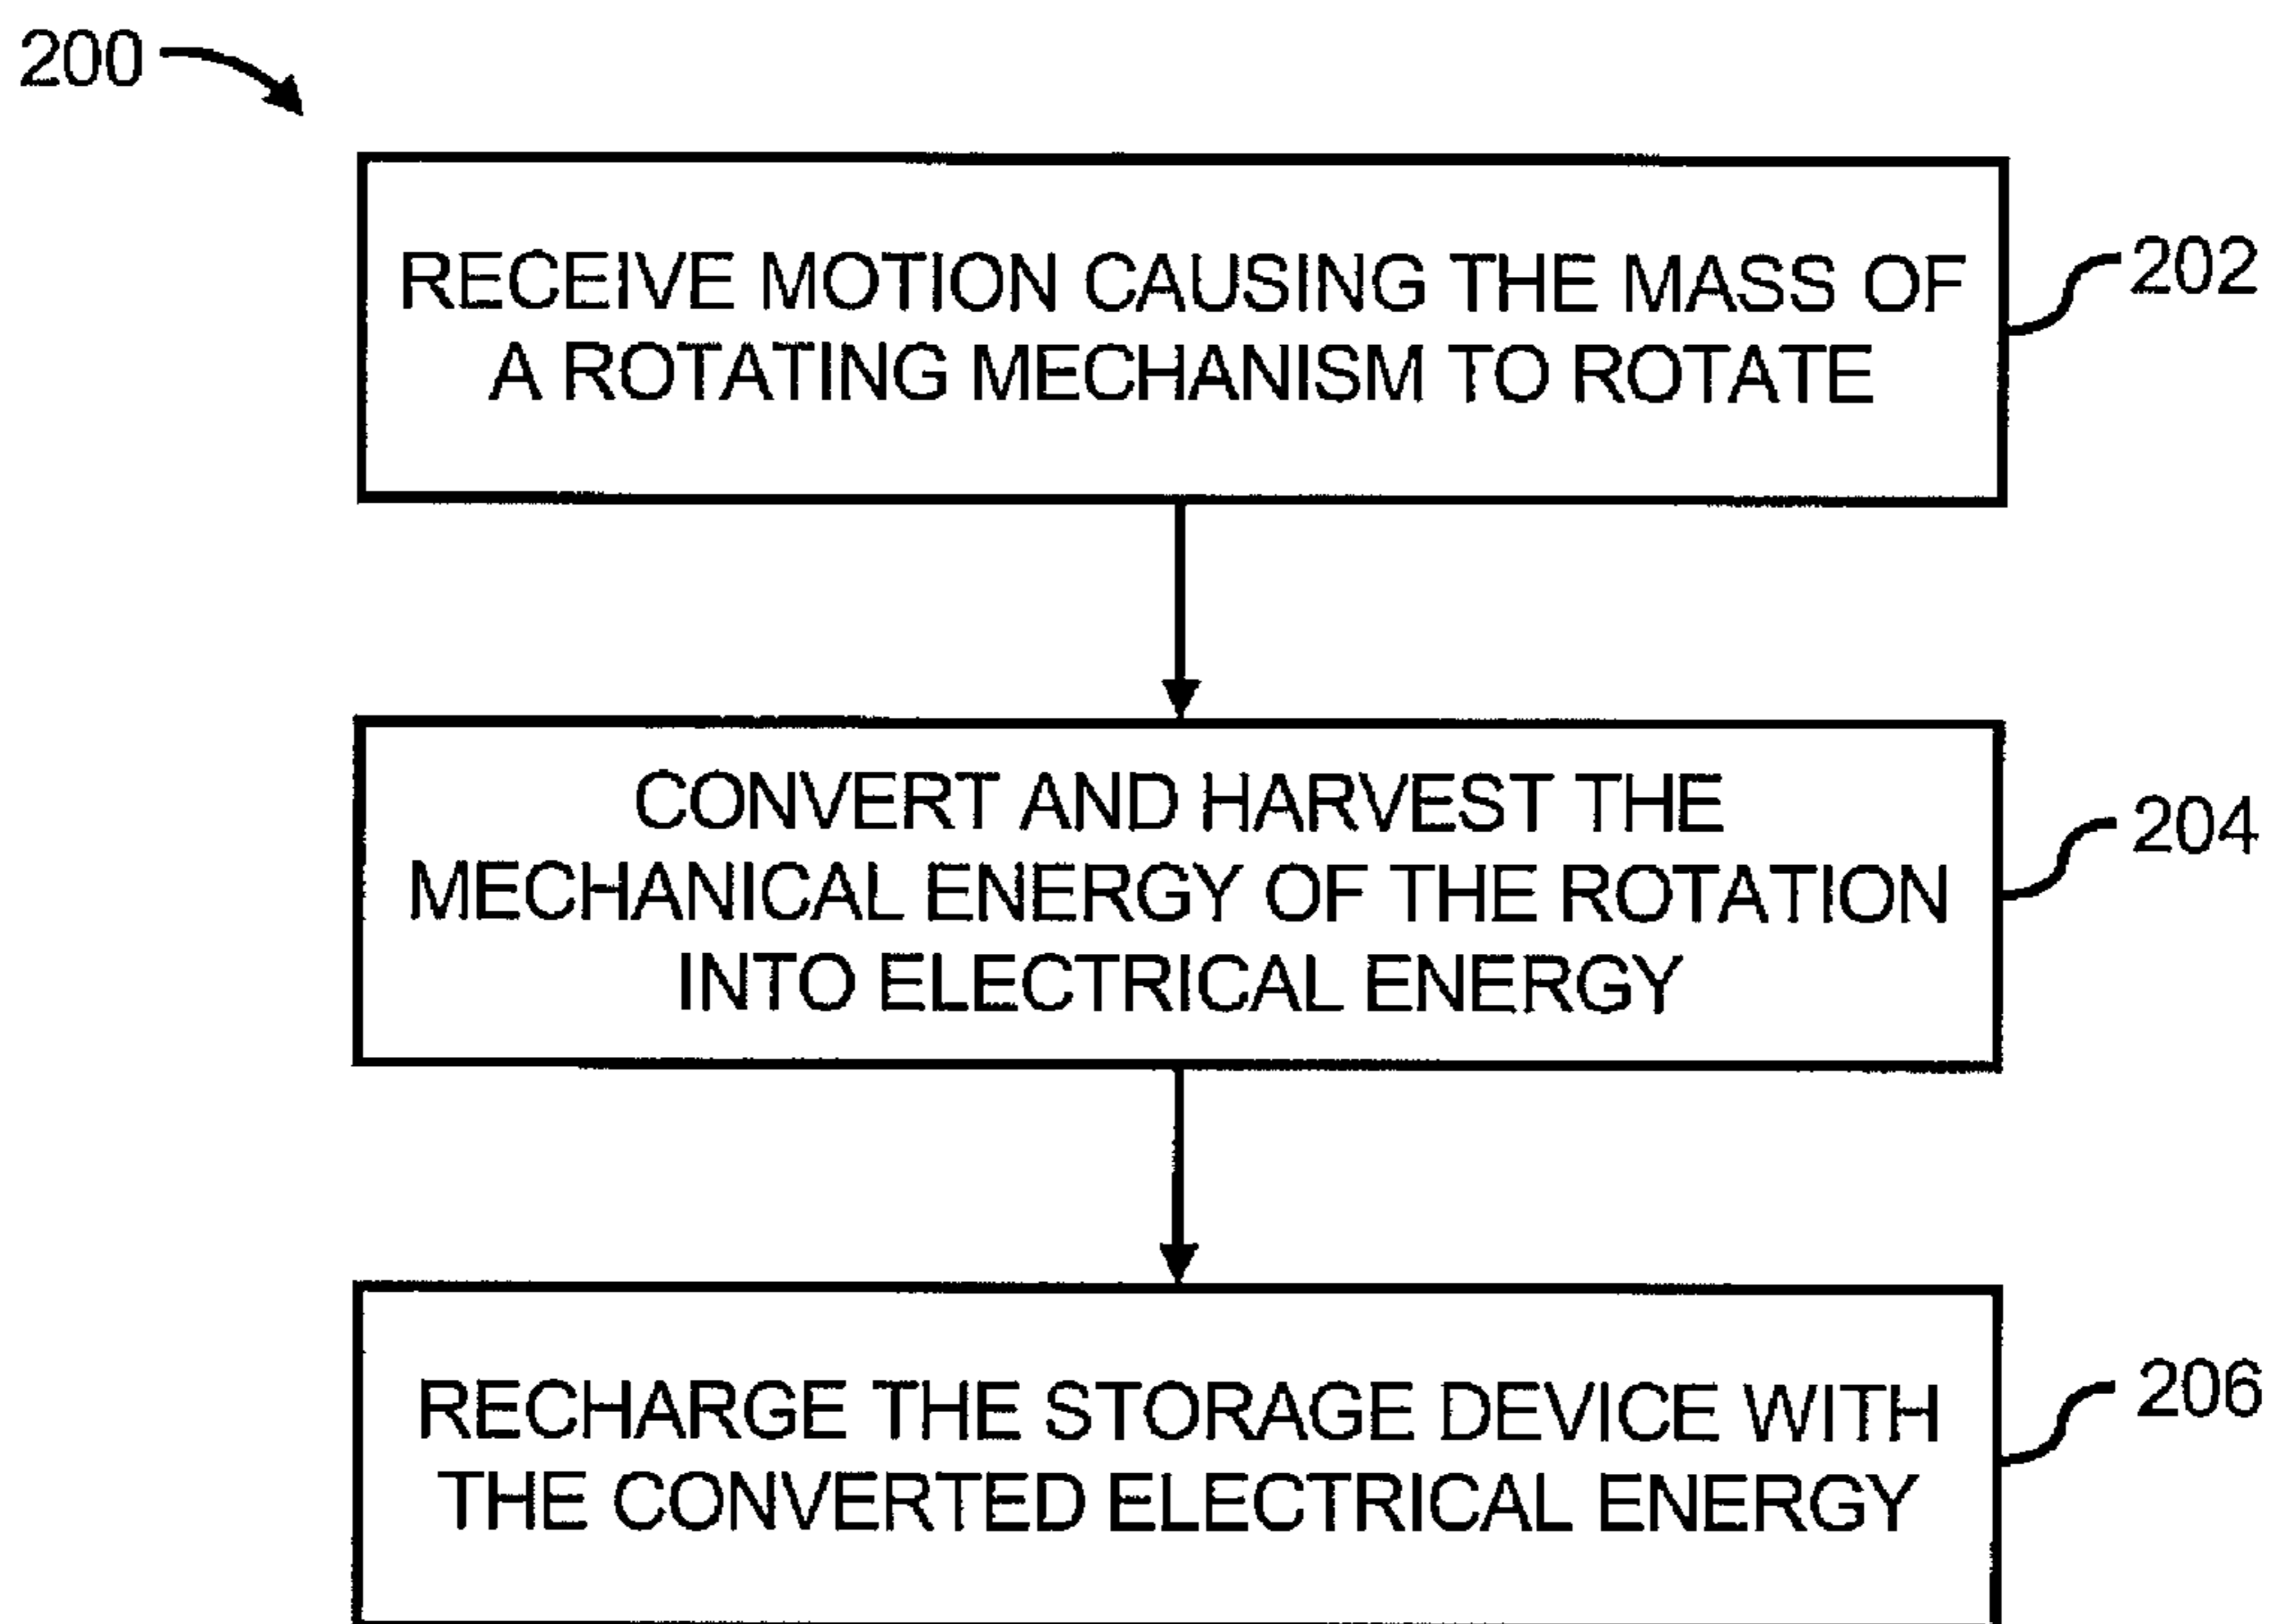 200
RECEIVE MOTION CAUSING THE MASS OF
A ROTATING MECHANISM TO ROTATE
202
CONVERT AND HARVEST THE
MECHANICAL ENERGY OF THE ROTATION
INTO ELECTRICAL ENERGY
204
RECHARGE THE STORAGE DEVICE WITH
THE CONVERTED ELECTRICAL ENERGY
206